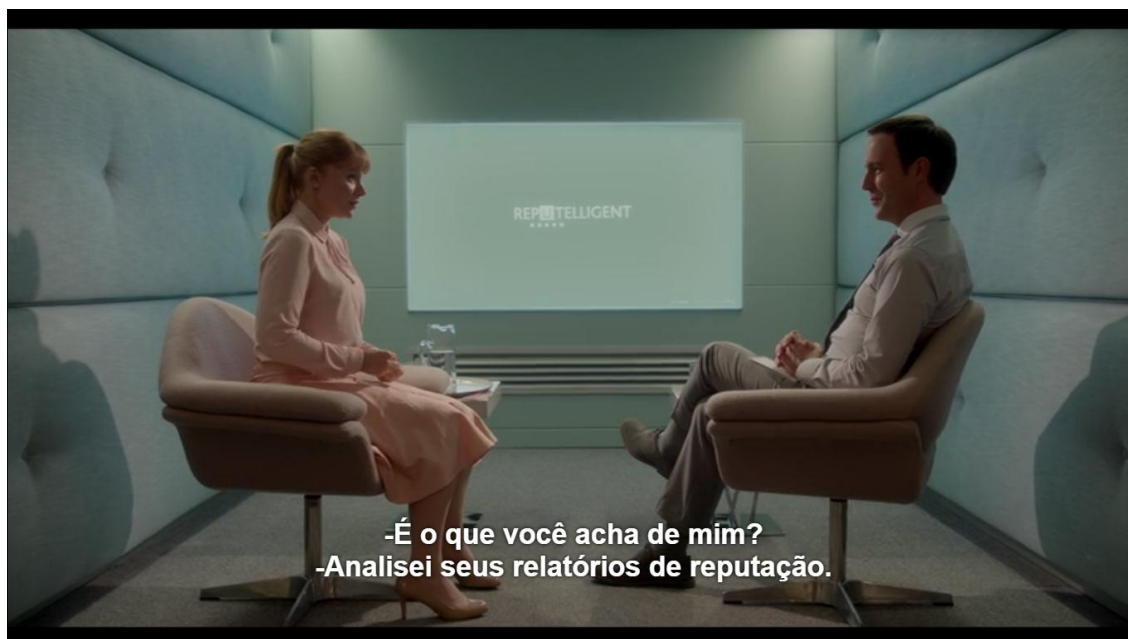 REPUTELLIGENT
-É o que você acha de mim?
-Analisei seus relatórios de reputação.